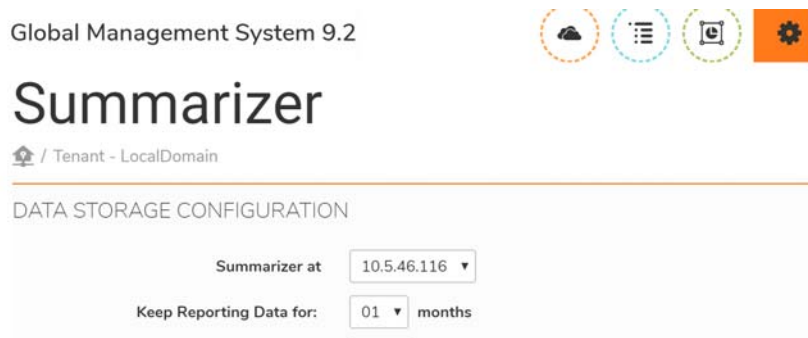 Global Management System 9.2
Summarizer
/ Tenant - LocalDomain
DATA STORAGE CONFIGURATION
Summarizer at 10.5.46.116
Keep Reporting Data for: 01 months